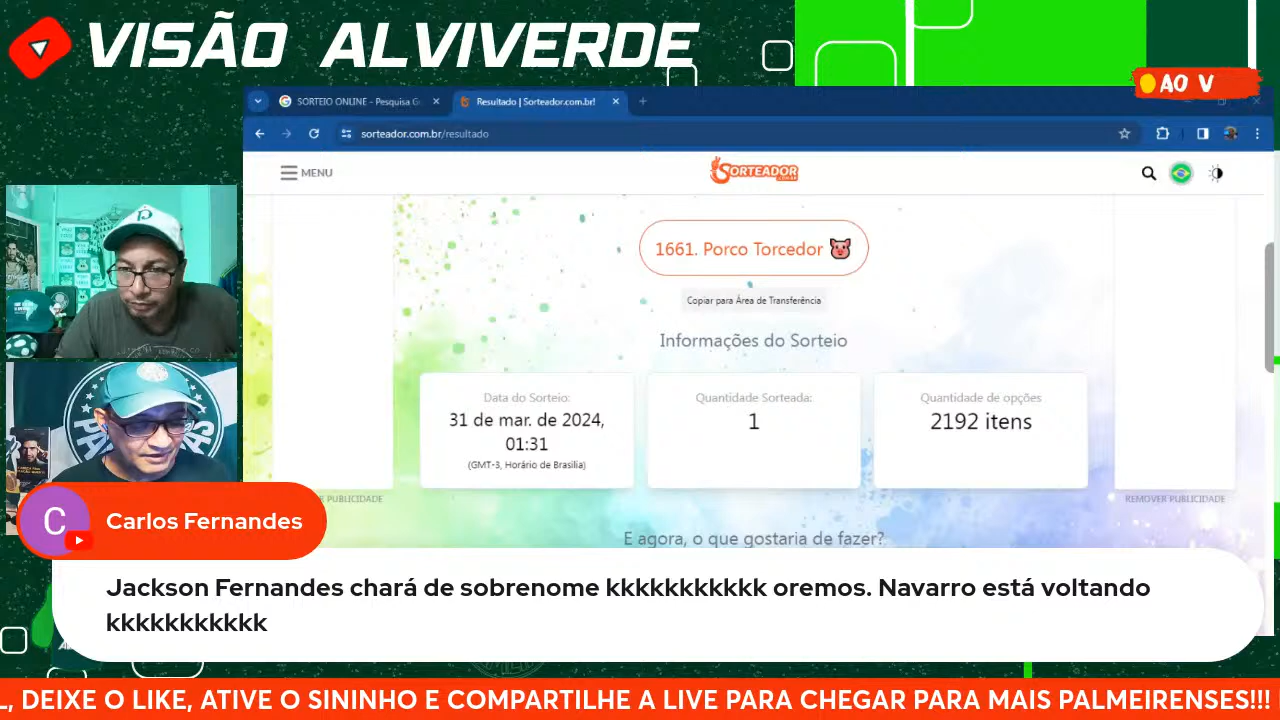 VISÃO ALVIVERDE
AO V
SORTEIO ONLINE - Pesquisa G
Resultado | Sorteador.com.br!
sorteador.com.br/resultado
MENU
SORTEADOR
1661. Porco Torcedor
Copiar para Área de Transferência
Informações do Sorteio
Data do Sorteio:
31 de mar. de 2024,
01:31
(GMT-3, Horário de Brasilia)
Quantidade Sorteada:
1
Quantidade de opções
2192 itens
R PUBLICIDADE
REMOVER PUBLICIDADE
E agora, o que gostaria de fazer?
C
Carlos Fernandes
Jackson Fernandes chará de sobrenome kkkkkkkkkkk oremos. Navarro está voltando
kkkkkkkkkkk
L, DEIXE O LIKE, ATIVE O SININHO E COMPARTILHE A LIVE PARA CHEGAR PARA MAIS PALMEIRENSES!!!